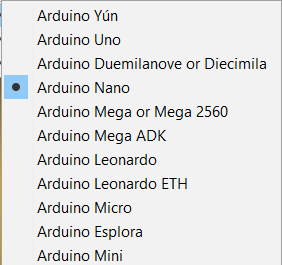 Arduino Yún
Arduino Uno
Arduino Duemilanove or Diecimila
Arduino Nano
Arduino Mega or Mega 2560
Arduino Mega ADK
Arduino Leonardo
Arduino Leonardo ETH
Arduino Micro
Arduino Esplora
Arduino Mini